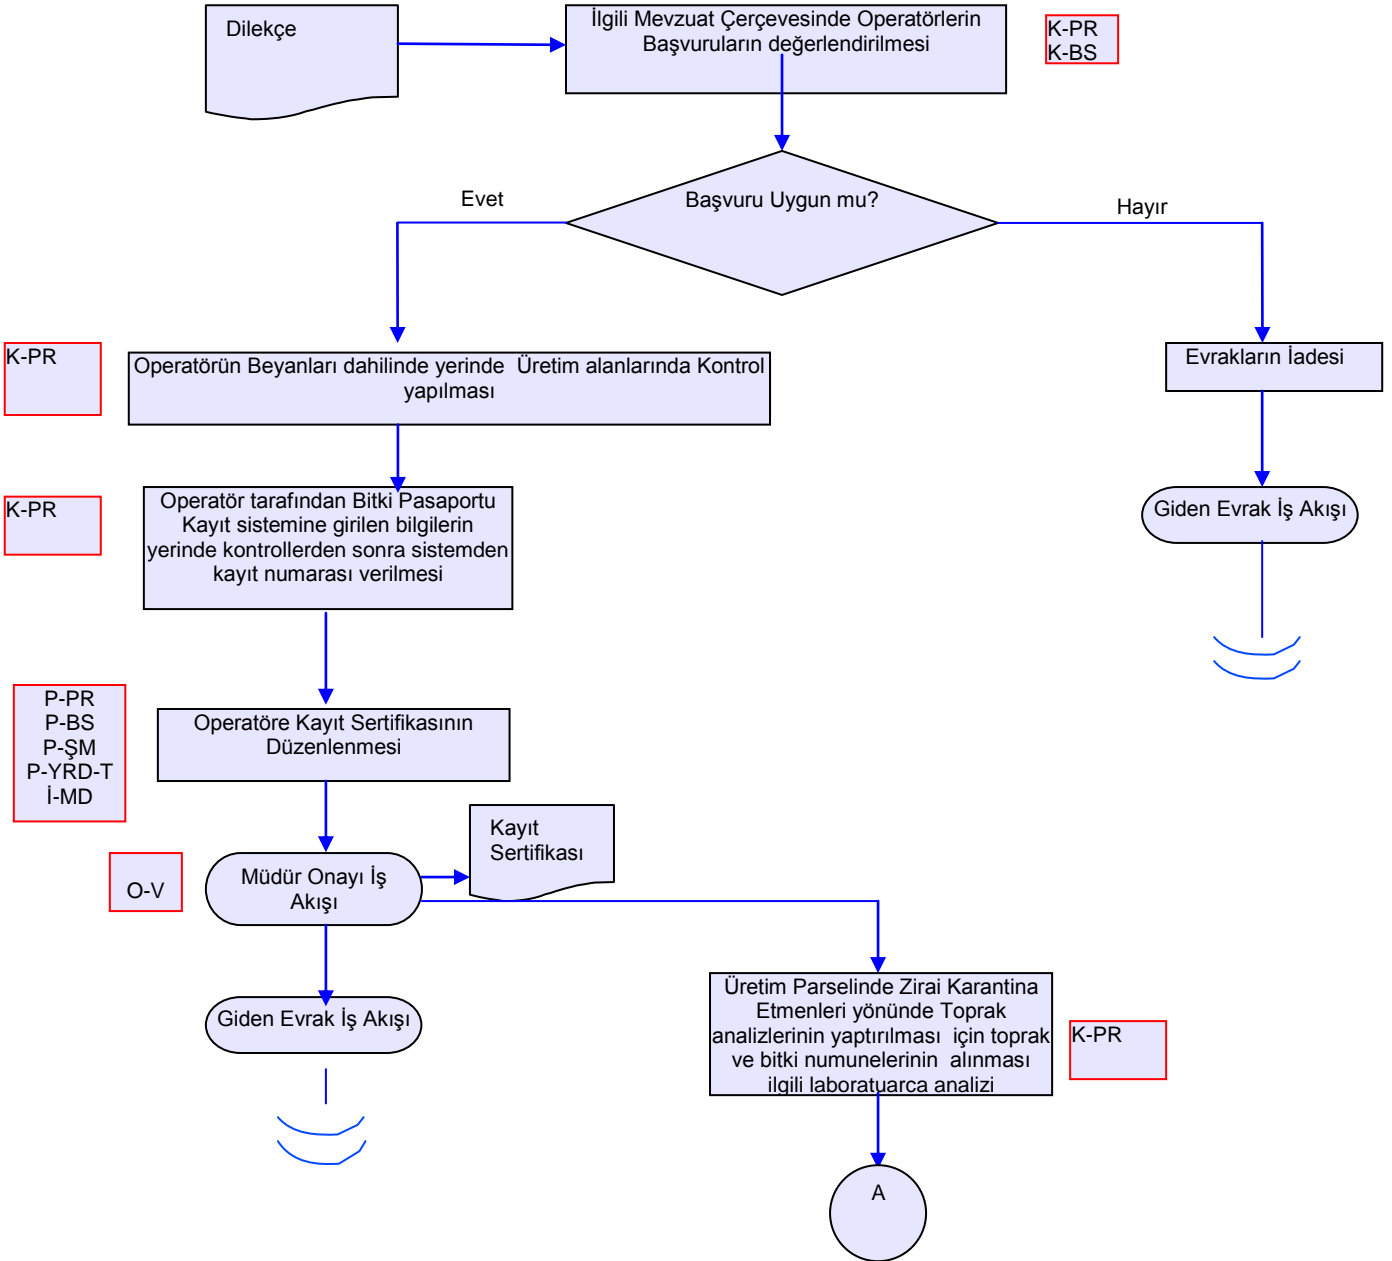 Dilekçe
İlgili Mevzuat Çerçevesinde Operatörlerin
Başvuruların değerlendirilmesi
K-PR
K-BS
Başvuru Uygun mu?
Evet
Hayır
K-PR
Operatörün Beyanları dahilinde yerinde  Üretim alanlarında Kontrol
yapılması
Evrakların İadesi
K-PR
Operatör tarafından Bitki Pasaportu
Kayıt sistemine girilen bilgilerin
yerinde kontrollerden sonra sistemden
kayıt numarası verilmesi
Giden Evrak İş Akışı
P-PR
P-BS
P-ŞM
P-YRD-T
İ-MD
Operatöre Kayıt Sertifikasının
Düzenlenmesi
Kayıt
Sertifikası
O-V
Müdür Onayı İş
Akışı
Giden Evrak İş Akışı
Üretim Parselinde Zirai Karantina
Etmenleri yönünde Toprak
analizlerinin yaptırılması  için toprak
ve bitki numunelerinin  alınması
ilgili laboratuarca analizi
K-PR
A